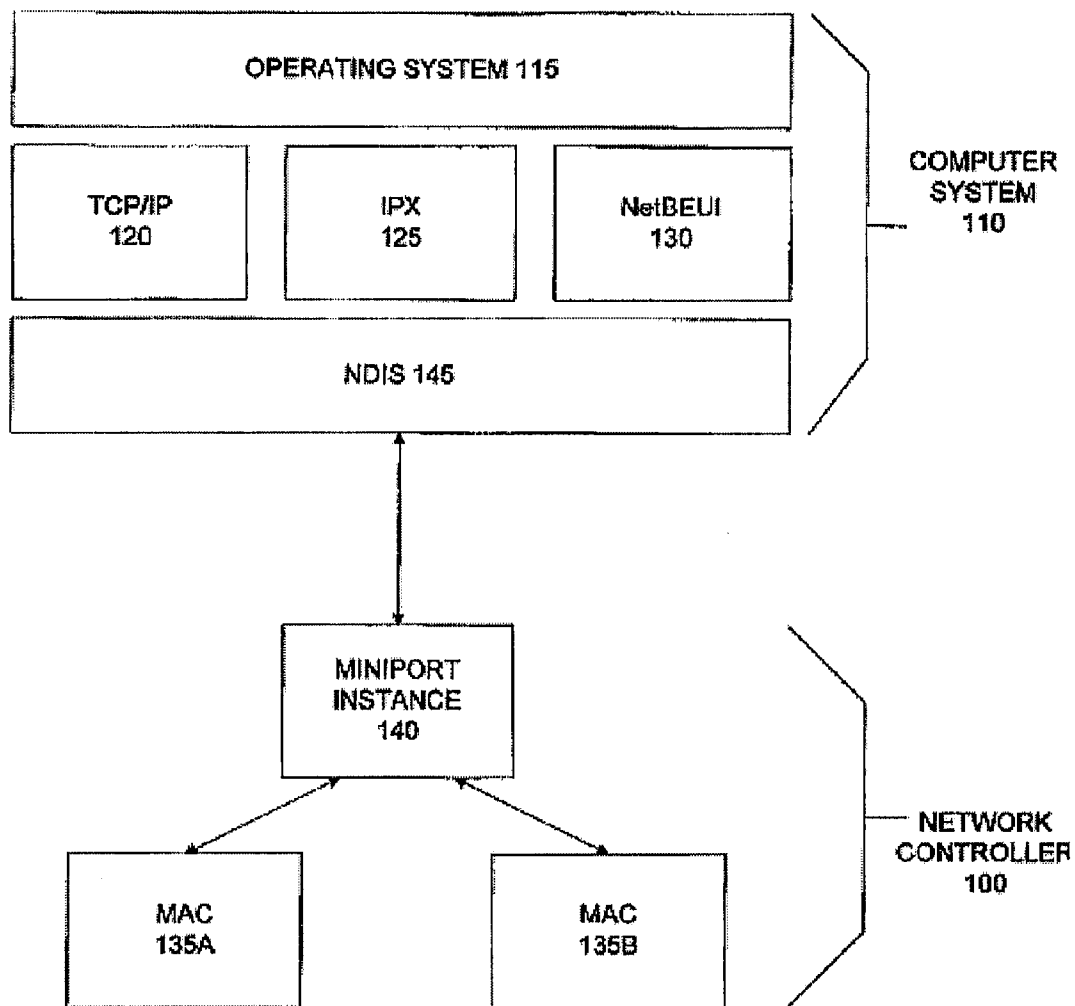 OPERATING SYSTEM 115
TCP/IP
120
IPX
125
NetBEUI
130
COMPUTER
SYSTEM
110
NDIS 145
MINIPORT
INSTANCE
140
NETWORK
CONTROLLER
100
MAC
135A
MAC
135B